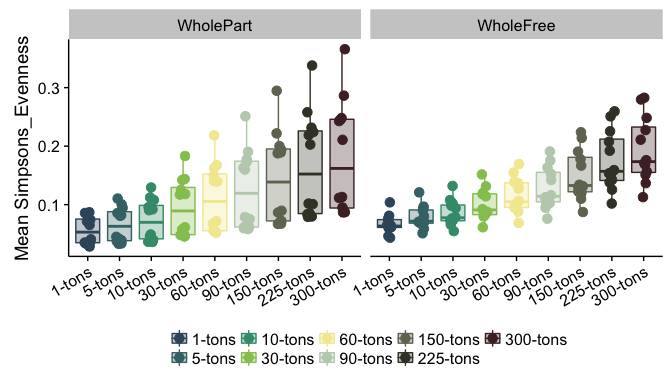 WholePart WholeFree
Mean Simpsons_Evenness
0.3
0.2
0.1
1-tons 5-tons 10-tons 30-tons 60-tons 90-tons 150-tons 225-tons 300-tons 1-tons 5-tons 10-tons 30-tons 60-tons 90-tons 150-tons 225-tons 300-tons
1-tons 10-tons 60-tons 150-tons 300-tons
5-tons 30-tons 90-tons 225-tons